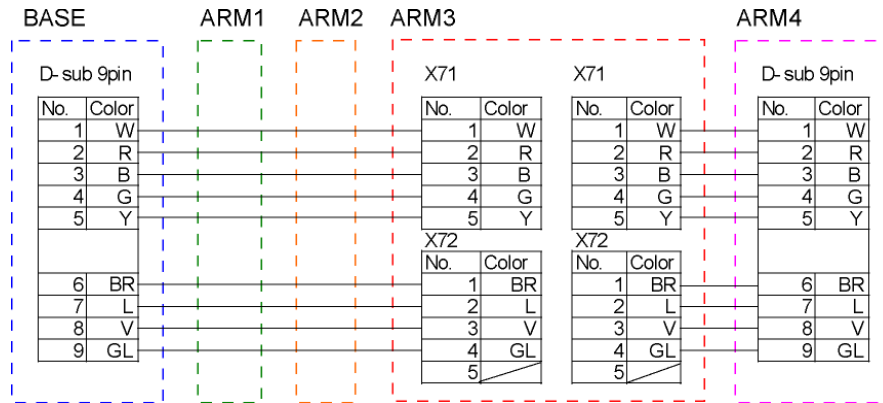 BASE ARM1 ARM2 ARM3 ARM4
D-sub 9pin X71 X71 D-sub 9pin
No. Color No. Color No. Color No. Color
1 W 1 W 1 W 1 W
2 R 2 R 2 R 2 R
3 B 3 B 3 B 3 B
4 G 4 G 4 G 4 G
5 Y 5 Y 5 Y 5 Y
X72 X72
No. Color No. Color
6 BR 1 BR 1 BR 6 BR
7 L 2 L 2 L 7 L
8 V 3 V 3 V 8 V
9 GL 4 GL 4 GL 9 GL
5 5